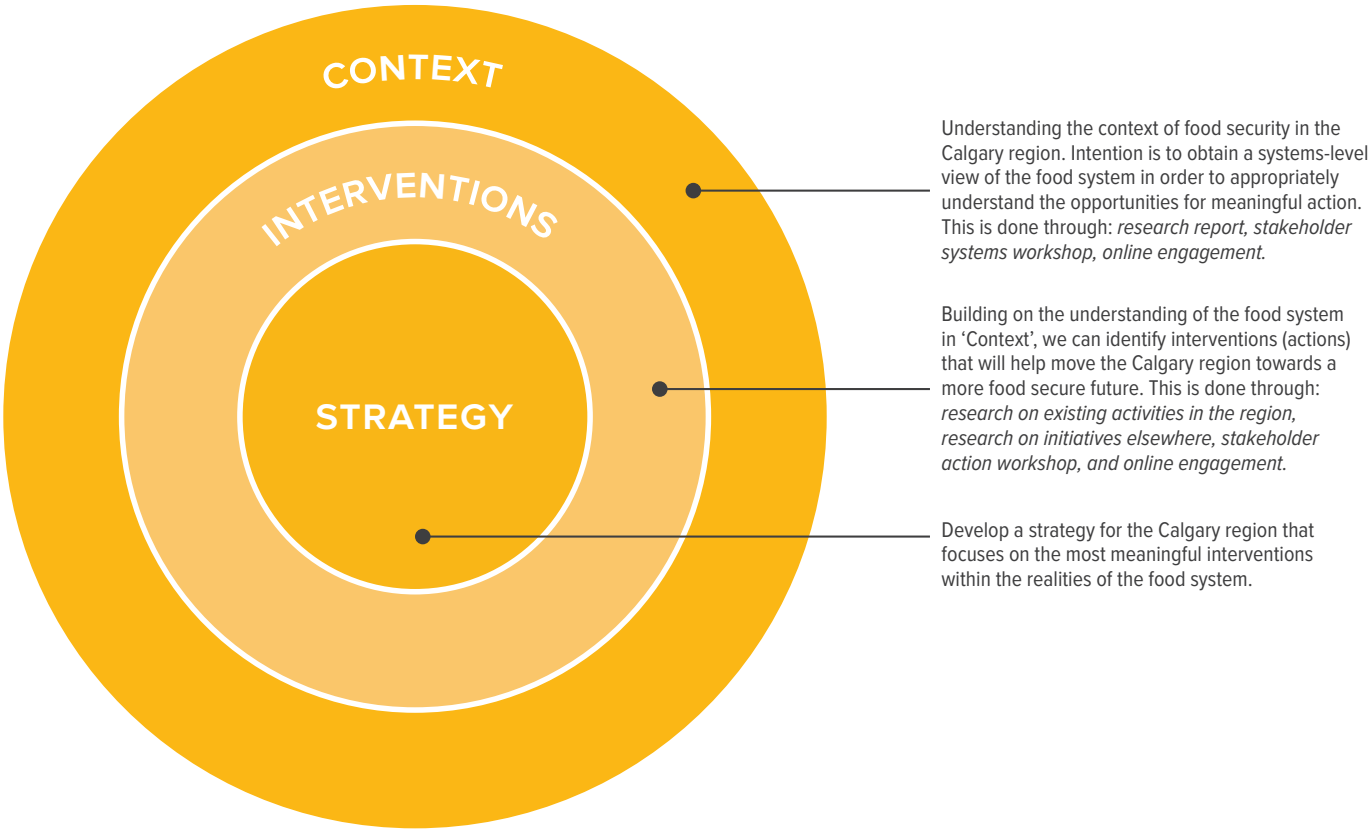 CONTEXT
INTERVENTIONS
STRATEGY
Understanding the context of food security in the
Calgary region. Intention is to obtain a systems-level
view of the food system in order to appropriately
understand the opportunities for meaningful action.
This is done through: research report, stakeholder
systems workshop, online engagement.
Building on the understanding of the food system
in ‘Context’, we can identify interventions (actions)
that will help move the Calgary region towards a
more food secure future. This is done through:
research on existing activities in the region,
research on initiatives elsewhere, stakeholder
action workshop, and online engagement.
Develop a strategy for the Calgary region that
focuses on the most meaningful interventions
within the realities of the food system.